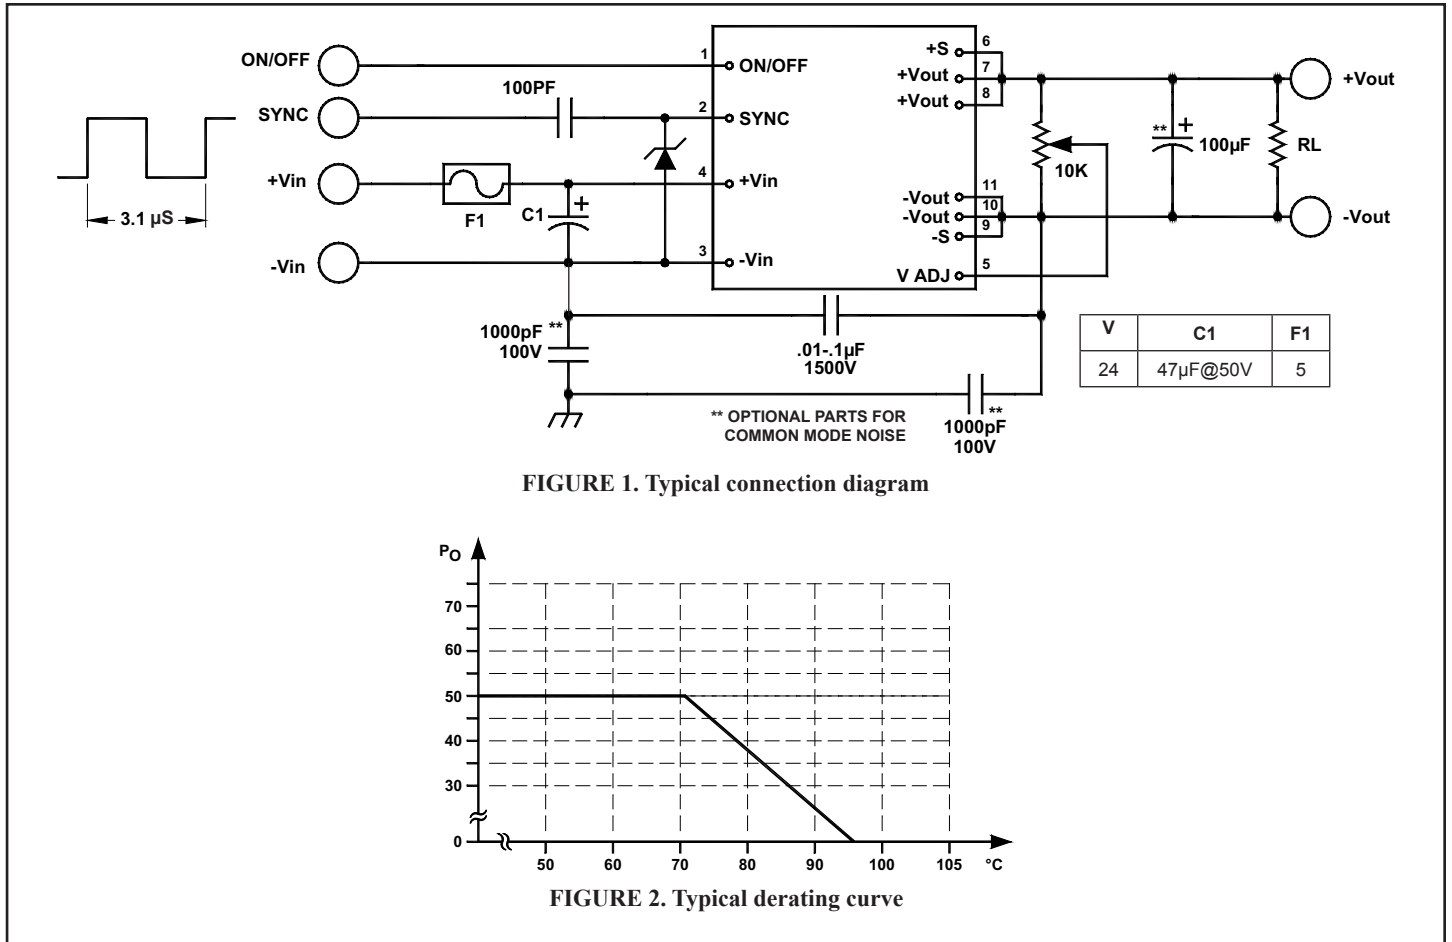 ON/OFF
1
ON/OFF
100PF
SYNC
2
SYNC
+Vin
4
+Vin
F1
C1
+
3.1 µS
-Vin
3
-Vin
+S
6
+Vout
7
+Vout
8
-Vout
11
-Vout
10
-S
9
V ADJ
5
10K
**
+
100µF
RL
+Vout
-Vout
1000pF **
100V
.01-.1µF
1500V
** OPTIONAL PARTS FOR
COMMON MODE NOISE
**
1000pF
100V
V C1 F1
24 47µF@50V 5
FIGURE 1. Typical connection diagram
PO
70
60
50
40
30
0
50 60 70 80 90 100 105 °C
FIGURE 2. Typical derating curve